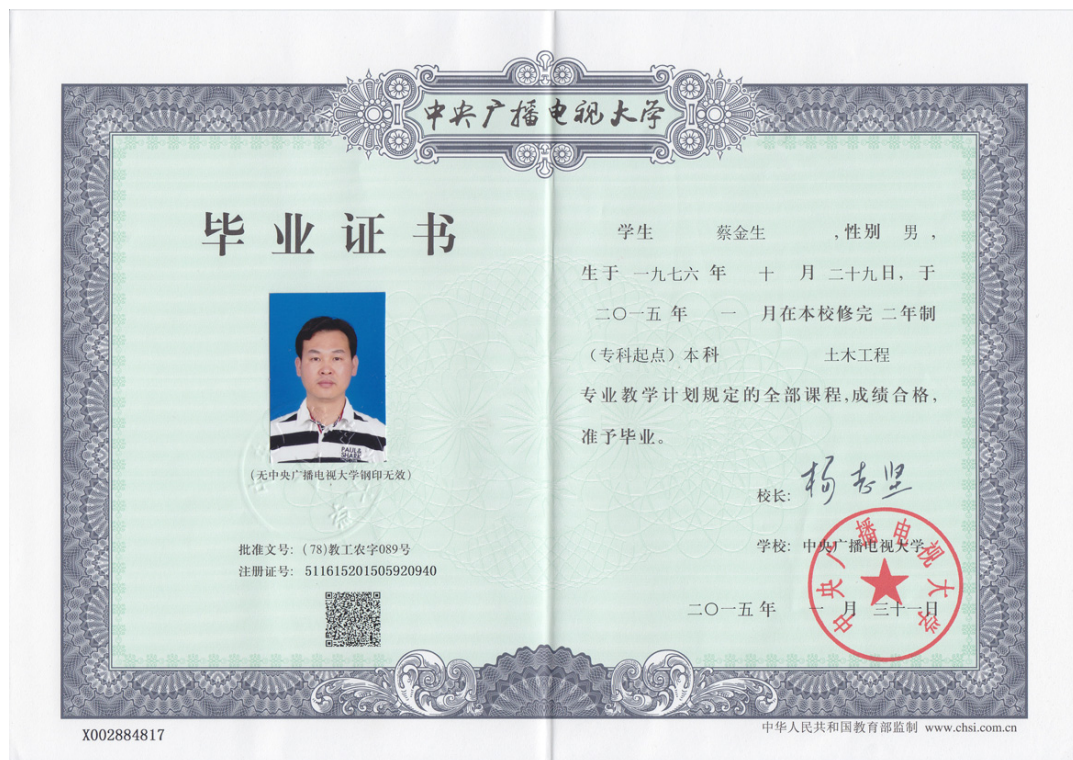 中央广播电视大学
毕业证书
PAUL&
SHARK
（无中央广播电视大学钢印无效）
批准文号：（78)教工农字089号
注册证号： 511615201505920940
X002884817
学生 蔡金生 ，性别 男 ，
生于 一九七六 年 十 月 二十九日，于
二〇一五 年 一 月在本校修完 二年制
（专科起点）本科 土木工程
专业教学计划规定的全部课程，成绩合格，
准予毕业。
校长： 杨志坚
学校： 中央广播电视大学
中央广播电视大学
二〇一五 年 一 月 三十一日
中华人民共和国教育部监制 www.chsi.com.cn